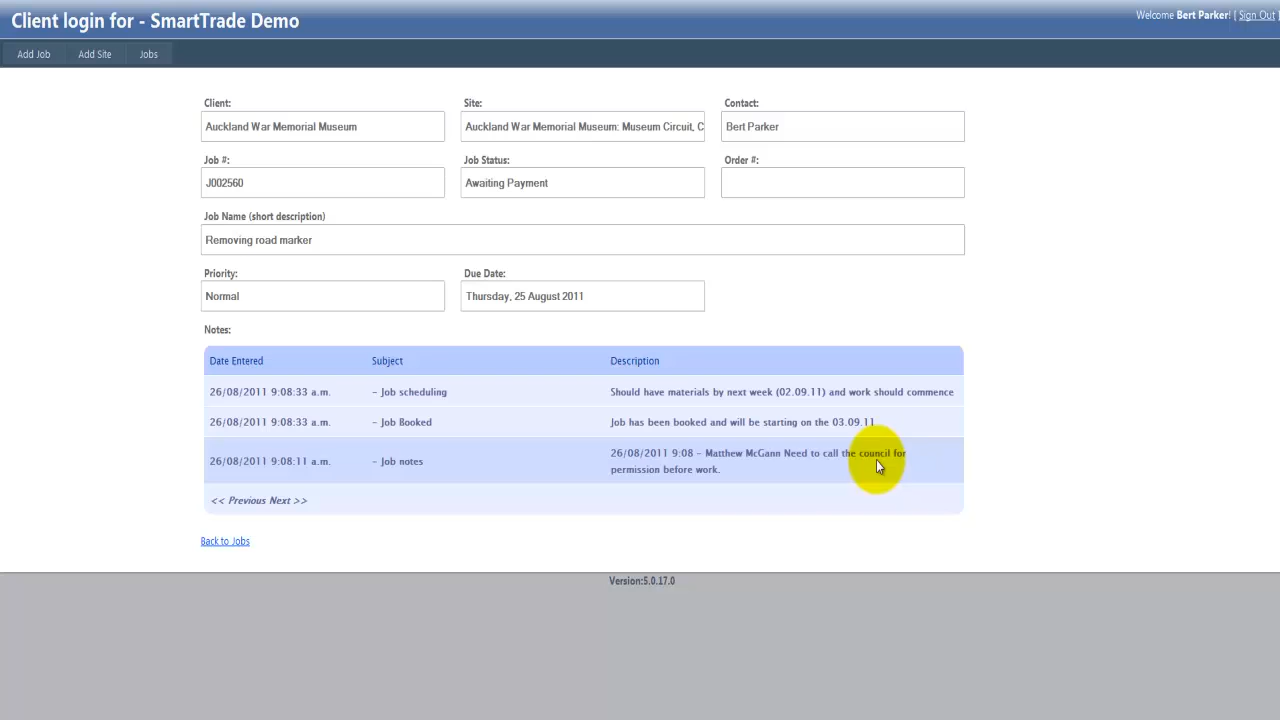 Client login for - SmartTrade Demo
Welcome Bert Parker! [ Sign Out ]
Add Job Add Site Jobs
Client: Site: Contact:
Auckland War Memorial Museum Auckland War Memorial Museum: Museum Circuit, C Bert Parker
Job #: Job Status: Order #:
J002560 Awaiting Payment
Job Name (short description)
Removing road marker
Priority: Due Date:
Normal Thursday, 25 August 2011
Notes:
Date Entered Subject Description
26/08/2011 9:08:33 a.m. - Job scheduling Should have materials by next week (02.09.11) and work should commence
26/08/2011 9:08:33 a.m. - Job Booked Job has been booked and will be starting on the 03.09.11
26/08/2011 9:08:11 a.m. - Job notes 26/08/2011 9:08 - Matthew McGann Need to call the council for
permission before work.
<< Previous Next >>
Back to Jobs
Version:5.0.17.0